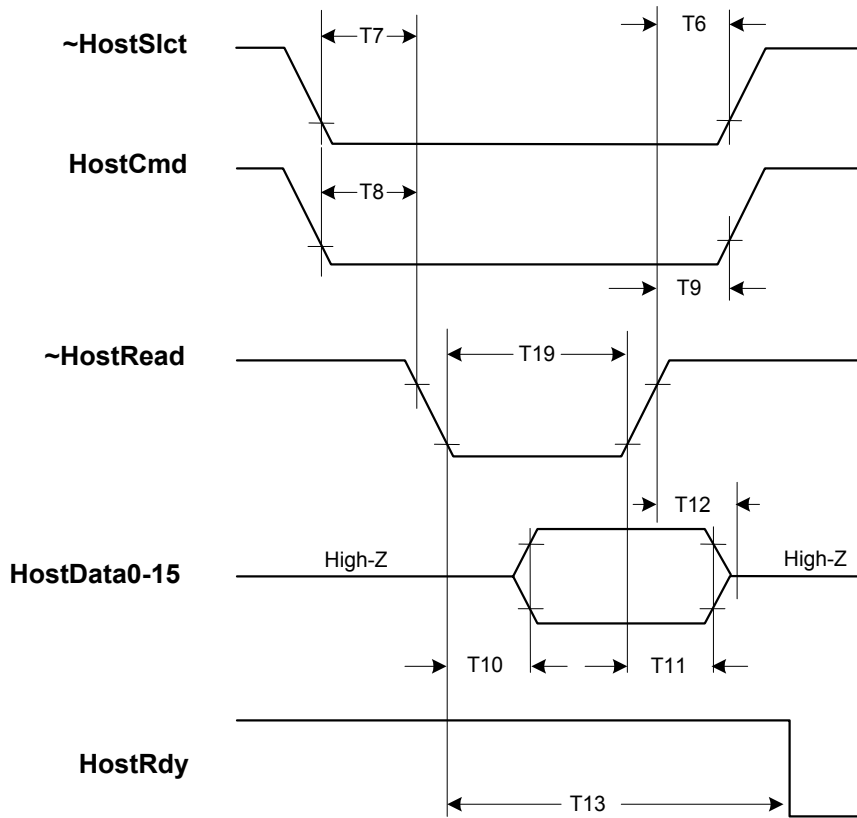 ~HostSlct
T7
T6
HostCmd
T8
T9
~HostRead
T19
T12
HostData0-15
High-Z
High-Z
T10
T11
HostRdy
T13